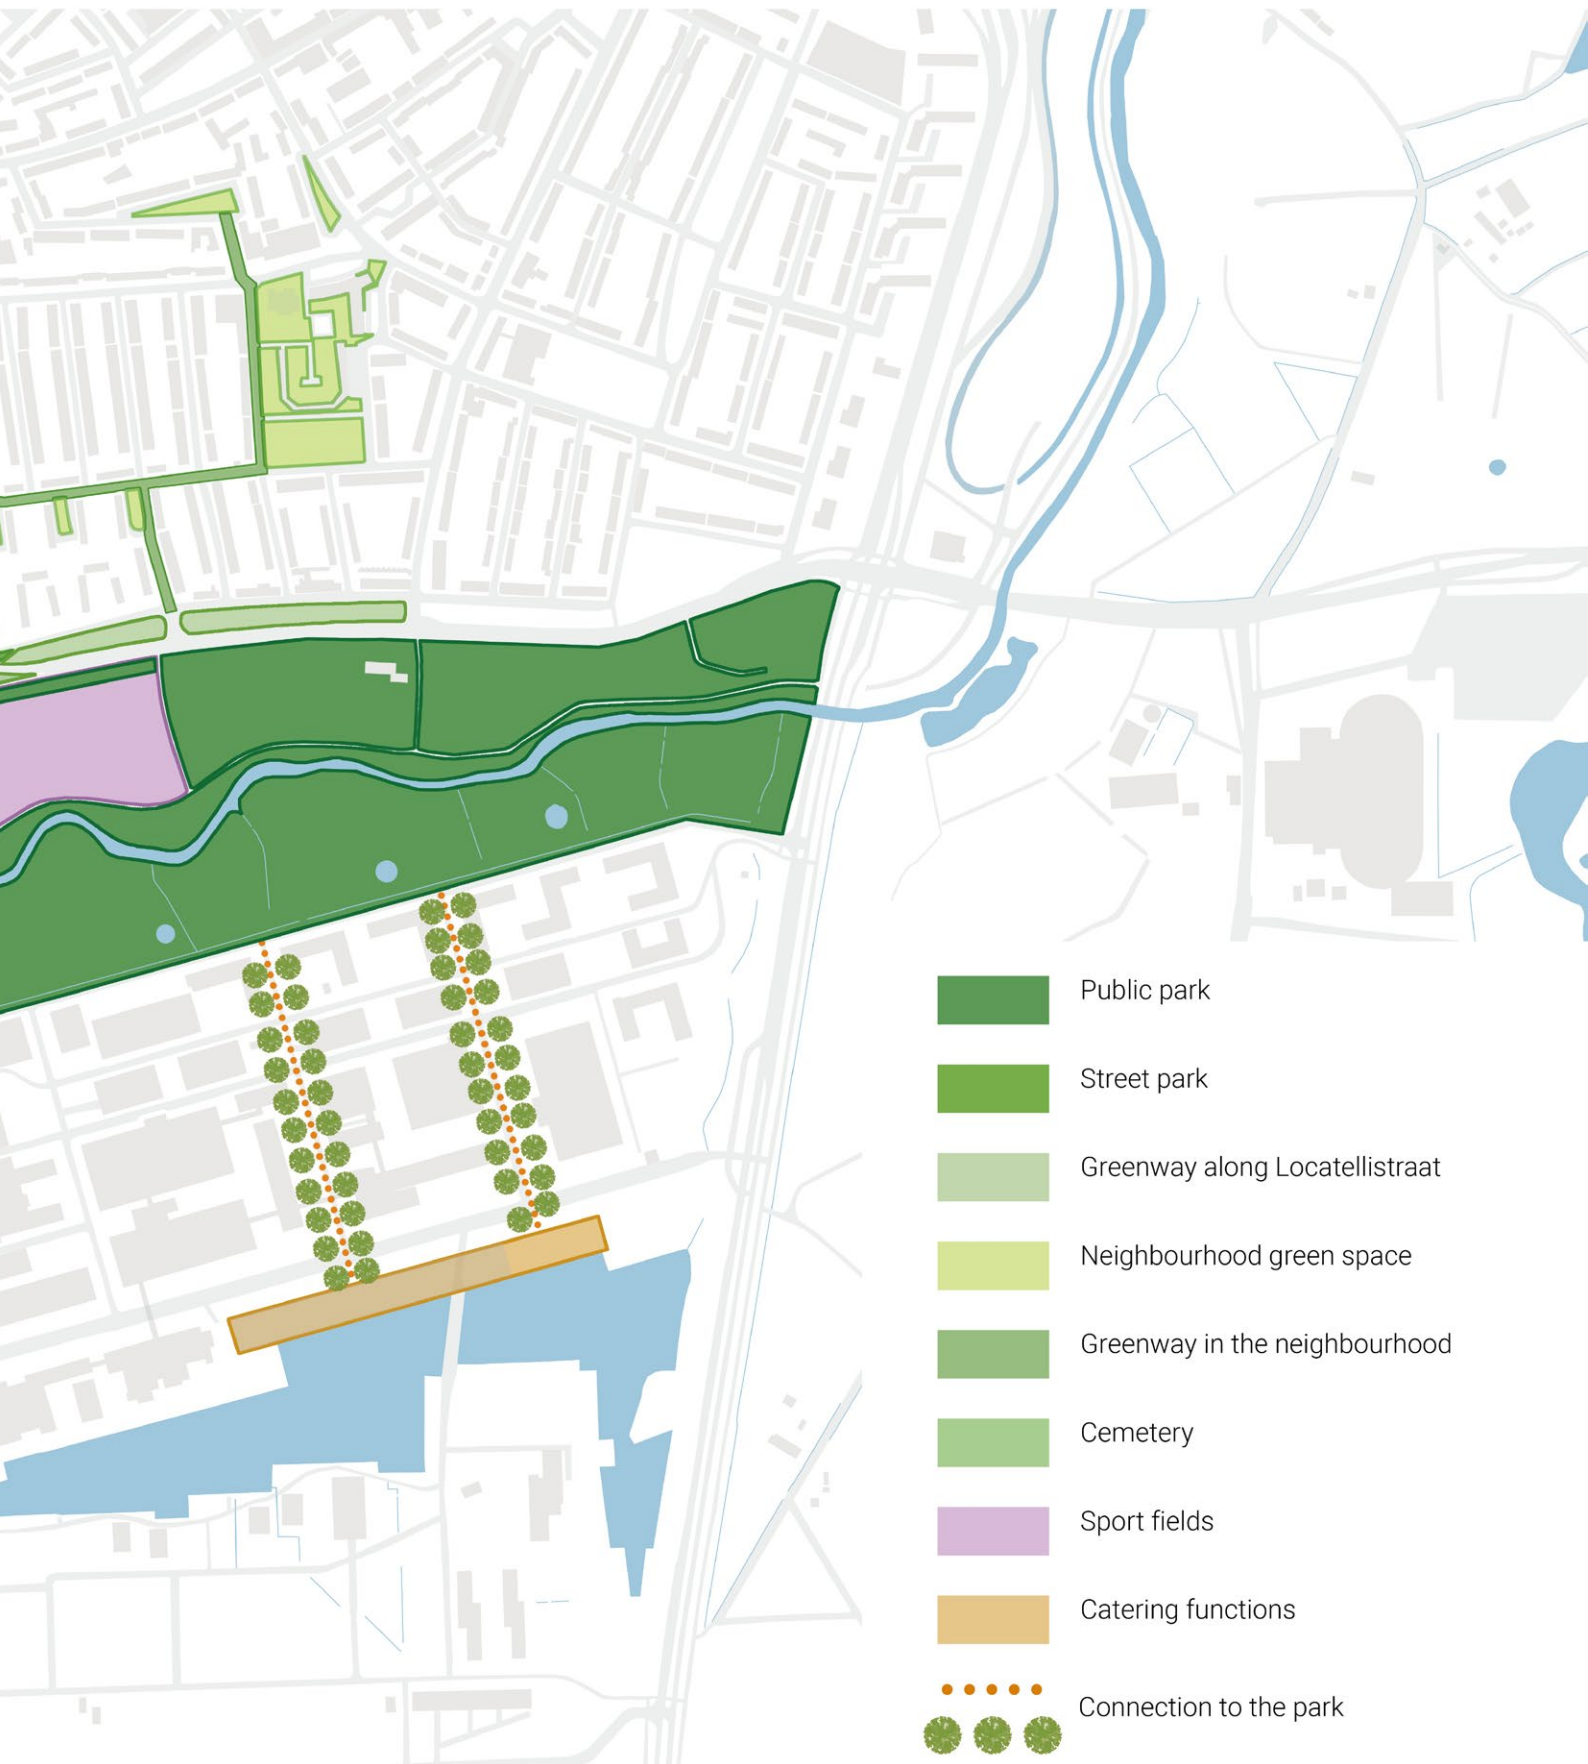 Public park
Street park
Greenway along Locatellistraat
Neighbourhood green space
Greenway in the neighbourhood
Cemetery
Sport fields
Catering functions
Connection to the park